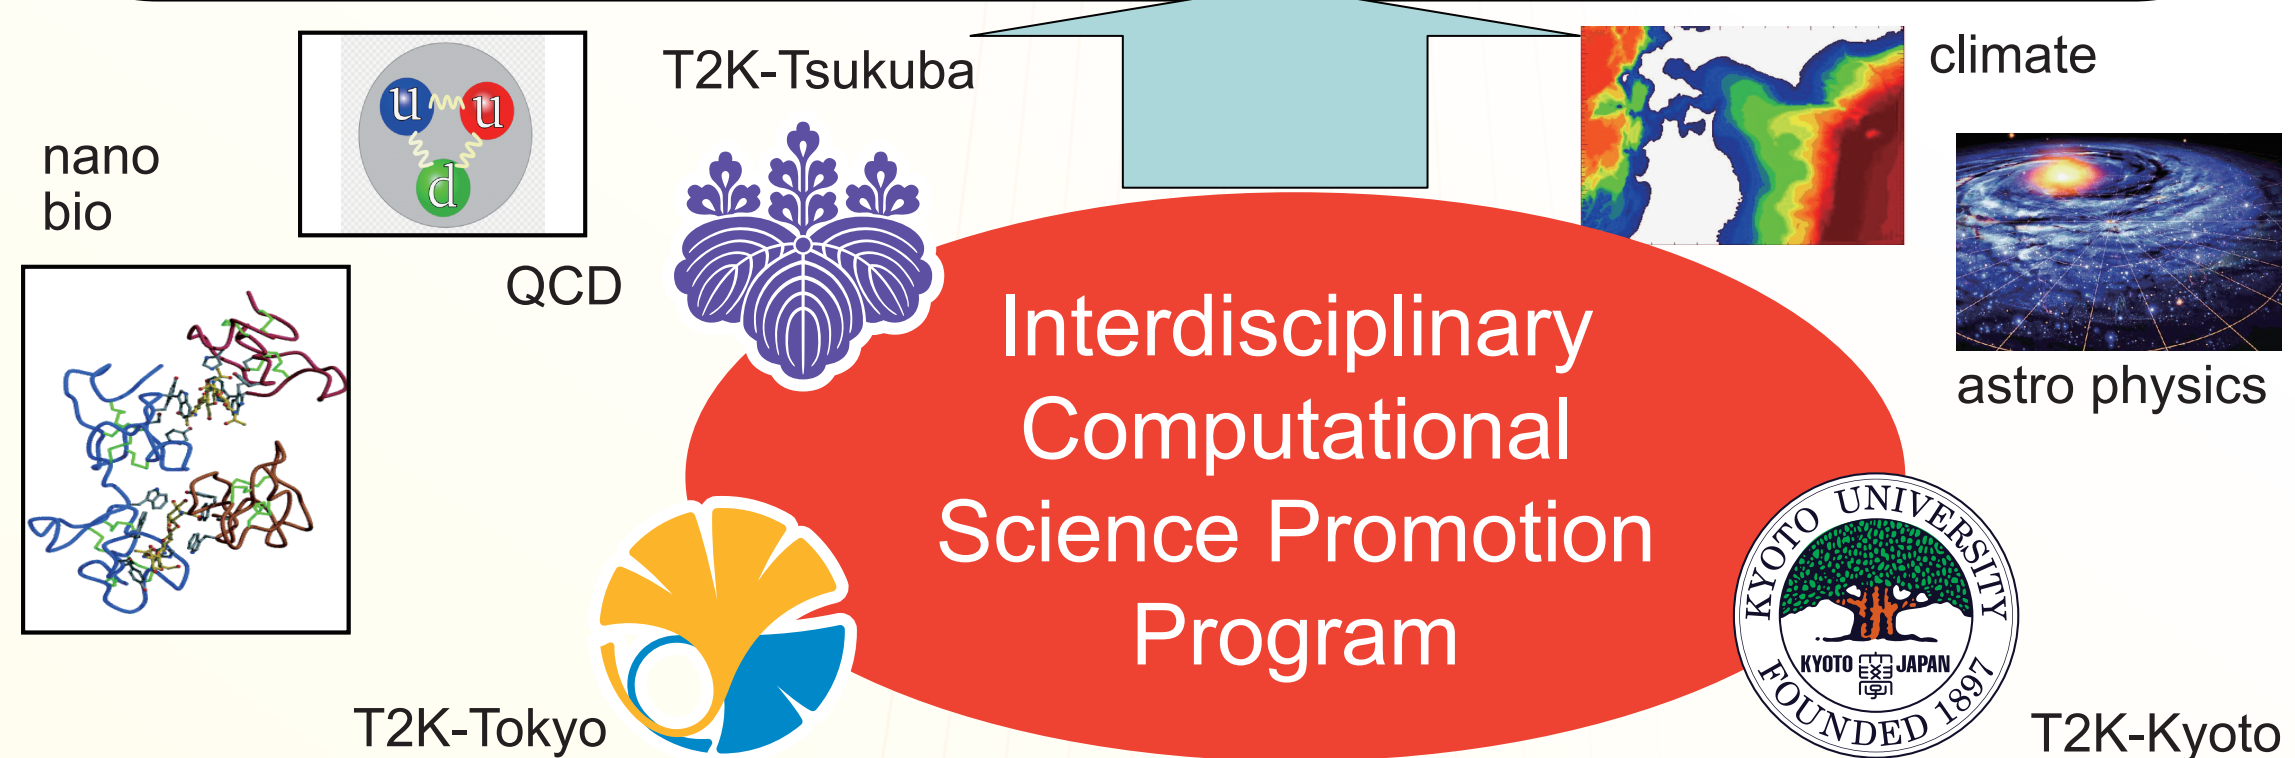 T2K-Tsukuba
climate
u
u
d
nano
bio
QCD
astro physics
Interdisciplinary
Computational
Science Promotion
Program
KYOTO UNIVERSITY
KYOTO JAPAN
FOUNDED 1897
T2K-Tokyo
T2K-Kyoto